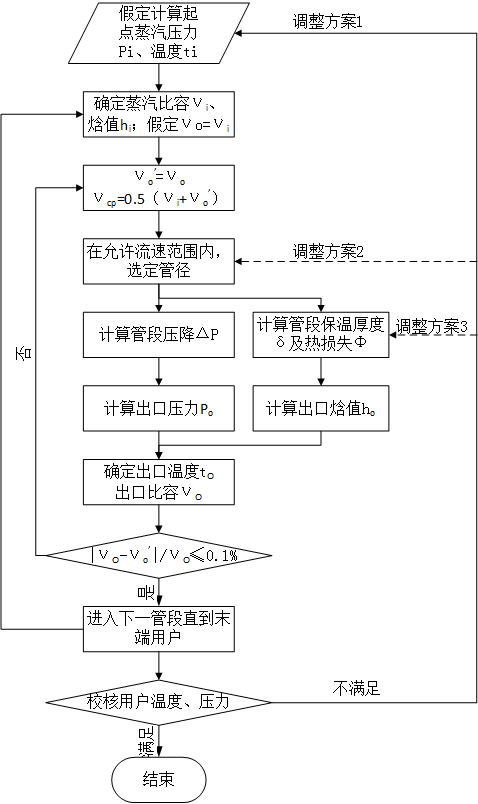 假定计算起
点蒸汽压力
Pi、温度ti
调整方案1
确定蒸汽比容Vi、
焓值hi；假定Vo=Vi
Vo'=Vo
Vcp=0.5（Vi+Vo'）
在允许流速范围内，
选定管径
调整方案2
计算管段压降△P
计算管段保温厚度
δ及热损失Φ
调整方案3
否
计算出口压力Po
计算出口焓值ho
确定出口温度to
出口比容Vo
|Vo-Vo'|/Vo≤0.1%
是
进入下一管段直到末
端用户
校核用户温度、压力
不满足
满足
结束